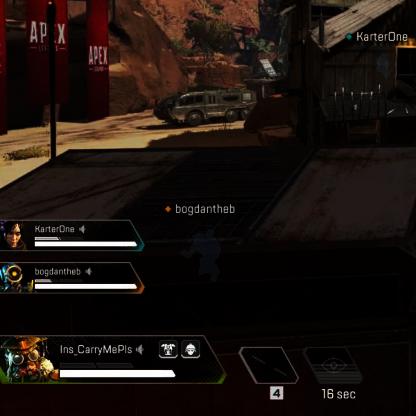 KarterOne
APEX
APEX
bogdantheb
KarterOne
bogdantheb
Ins_CarryMePls
4
16 sec